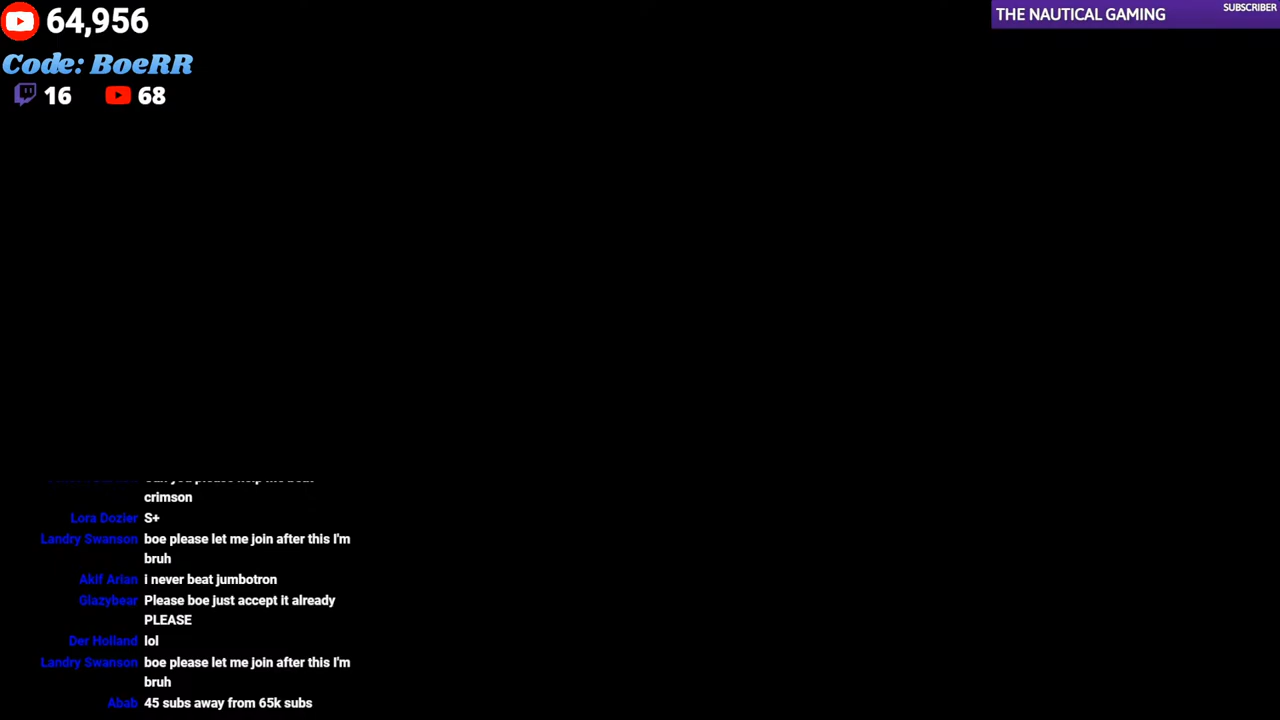 64,956
THE NAUTICAL GAMING
SUBSCRIBER
Code: BoeRR
16 68
crimson
Lora Dozier S+
Landry Swanson boe please let me join after this I'm
bruh
Akif Arian i never beat jumbotron
Glazybear Please boe just accept it already
PLEASE
Der Holland lol
Landry Swanson boe please let me join after this I'm
bruh
Abab 45 subs away from 65k subs